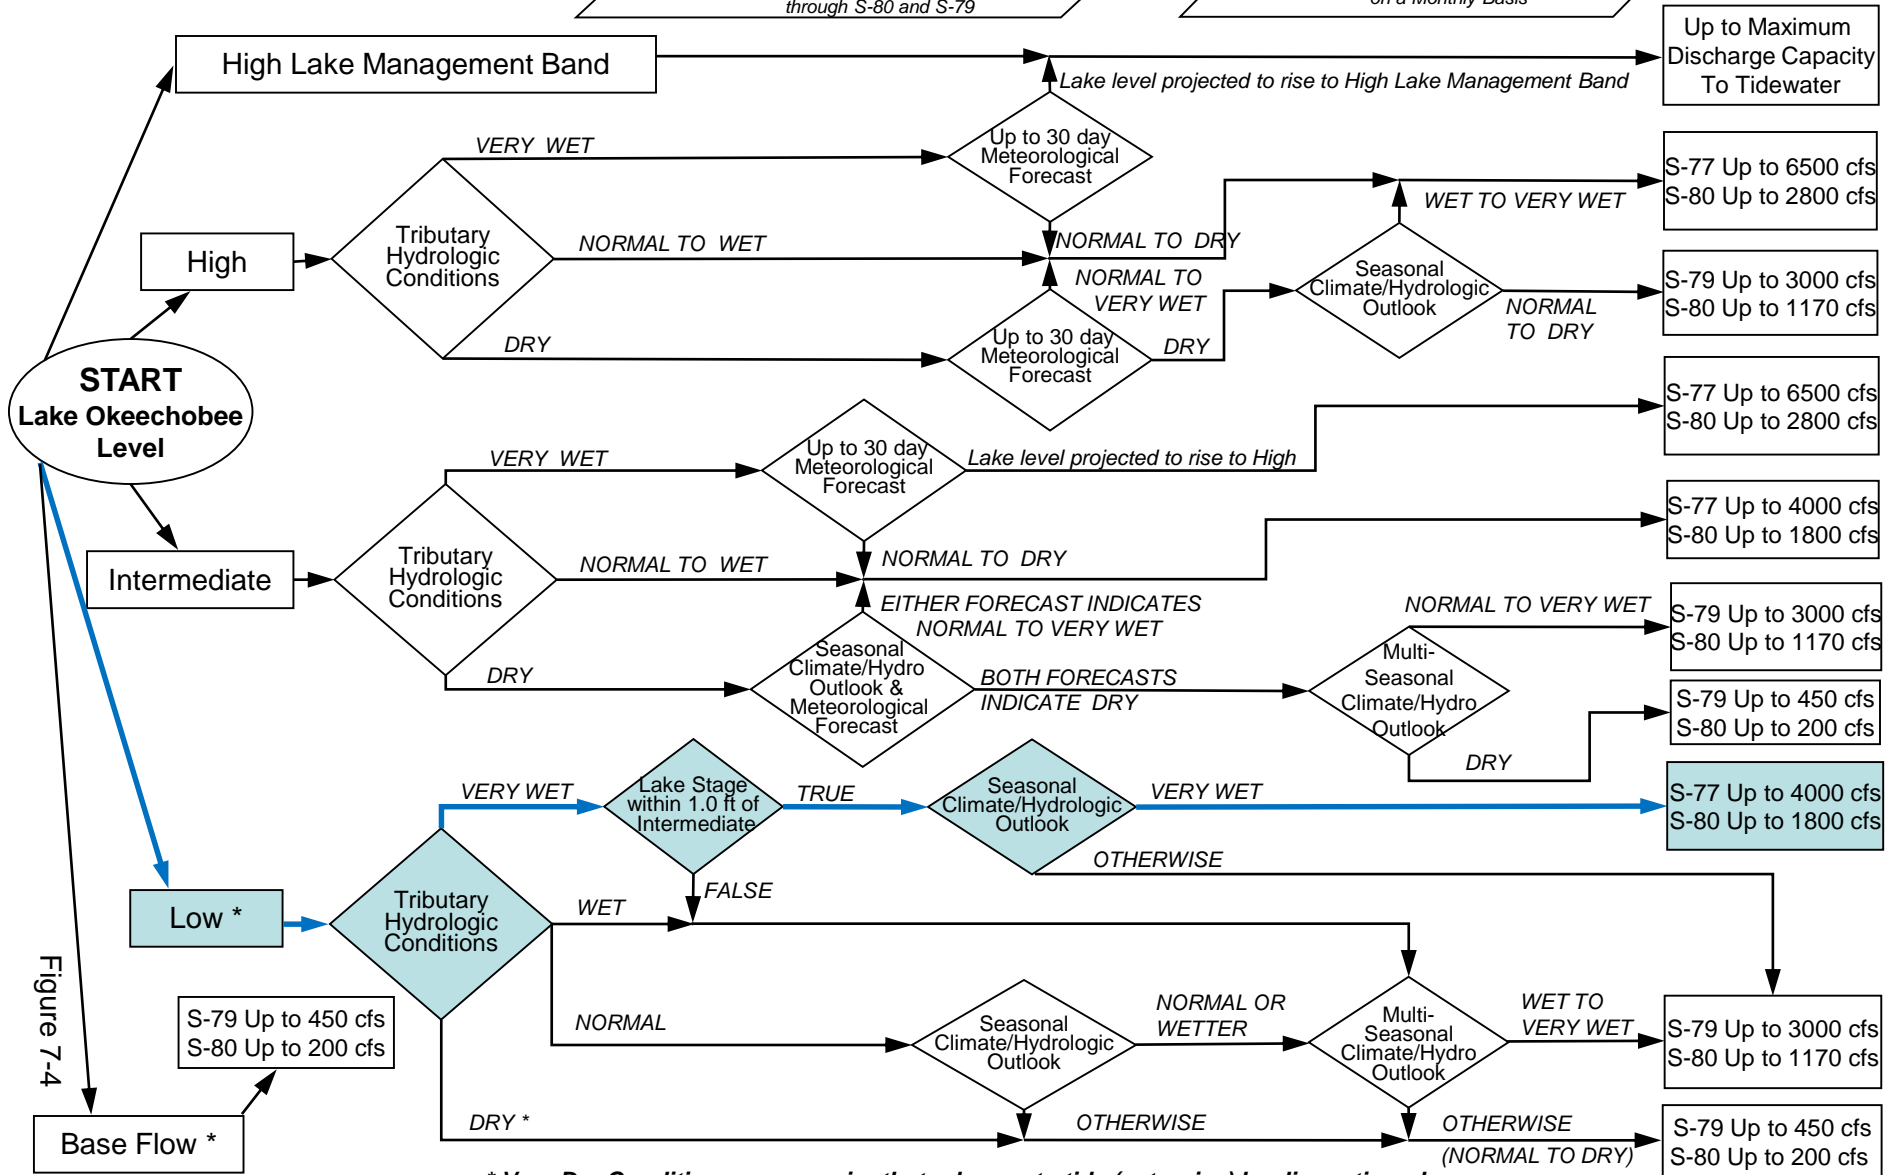 through S-80 and S-79
on a Monthly Basis
High Lake Management Band
Up to Maximum
Discharge Capacity
To Tidewater
Lake level projected to rise to High Lake Management Band
VERY WET
Up to 30 day
Meteorological
Forecast
S-77 Up to 6500 cfs
S-80 Up to 2800 cfs
WET TO VERY WET
High
Tributary
Hydrologic
Conditions
NORMAL TO WET
NORMAL TO DRY
NORMAL TO
VERY WET
Seasonal
Climate/Hydrologic
Outlook
NORMAL
TO DRY
S-79 Up to 3000 cfs
S-80 Up to 1170 cfs
DRY
Up to 30 day
Meteorological
Forecast
DRY
START
Lake Okeechobee
Level
S-77 Up to 6500 cfs
S-80 Up to 2800 cfs
VERY WET
Up to 30 day
Meteorological
Forecast
Lake level projected to rise to High
S-77 Up to 4000 cfs
S-80 Up to 1800 cfs
Intermediate
Tributary
Hydrologic
Conditions
NORMAL TO WET
NORMAL TO DRY
EITHER FORECAST INDICATES
NORMAL TO VERY WET
NORMAL TO VERY WET
S-79 Up to 3000 cfs
S-80 Up to 1170 cfs
DRY
Seasonal
Climate/Hydro
Outlook &
Meteorological
Forecast
BOTH FORECASTS
INDICATE DRY
Multi-
Seasonal
Climate/Hydro
Outlook
DRY
S-79 Up to 450 cfs
S-80 Up to 200 cfs
VERY WET
Lake Stage
within 1.0 ft of
Intermediate
TRUE
Seasonal
Climate/Hydrologic
Outlook
VERY WET
S-77 Up to 4000 cfs
S-80 Up to 1800 cfs
OTHERWISE
FALSE
Low *
Tributary
Hydrologic
Conditions
WET
NORMAL
Seasonal
Climate/Hydrologic
Outlook
NORMAL OR
WETTER
Multi-
Seasonal
Climate/Hydro
Outlook
WET TO
VERY WET
S-79 Up to 3000 cfs
S-80 Up to 1170 cfs
Figure 7-4
S-79 Up to 450 cfs
S-80 Up to 200 cfs
Base Flow *
DRY *
OTHERWISE
OTHERWISE
(NORMAL TO DRY)
S-79 Up to 450 cfs
S-80 Up to 200 cfs